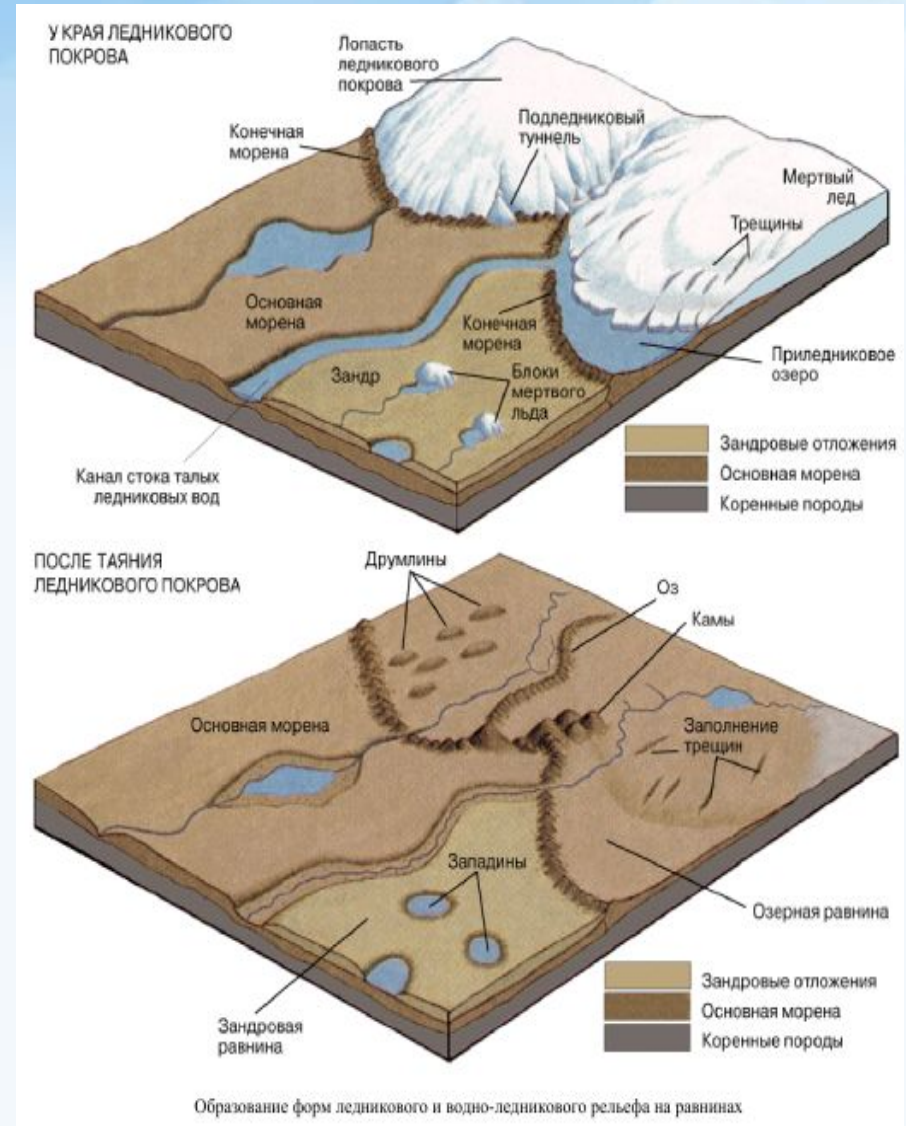 У КРАЯ ЛЕДНИКОВОГО
ПОКРОВА
Лопасть
ледникового
покрова
Подледниковый
туннель
Конечная
морена
Мертвый
лед
Трещины
Основная
морена
Конечная
морена
Приледниковое
озеро
Зандр
Блоки
мертвого
льда
Канал стока талых
ледниковых вод
Зандровые отложения
Основная морена
Коренные породы
ПОСЛЕ ТАЯНИЯ
ЛЕДНИКОВОГО ПОКРОВА
Друмлины
Оз
Камы
Основная морена
Заполнение
трещин
Западины
Озерная равнина
Зандровая
равнина
Зандровые отложения
Основная морена
Коренные породы
Образование форм ледникового и водно-ледникового рельефа на равнинах